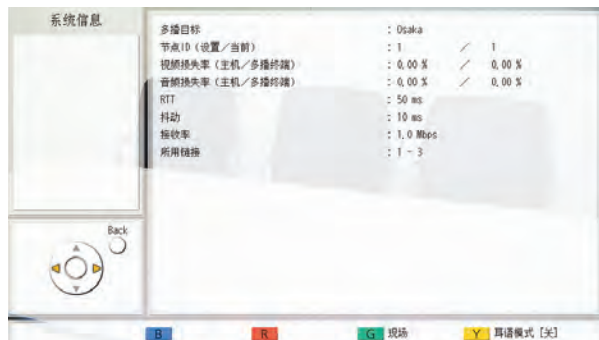 系统信息
多播目标 : Osaka
节点ID（设置／当前） : 1 ／ 1
视频损失率（主机／多播终端） : 0.00 % ／ 0.00 %
音频损失率（主机／多播终端） : 0.00 % ／ 0.00 %
RTT : 50 ms
抖动 : 10 ms
接收率 : 1.0 Mbps
所用链接 : 1 - 3
Back
B R G 现场 Y 耳语模式［关］